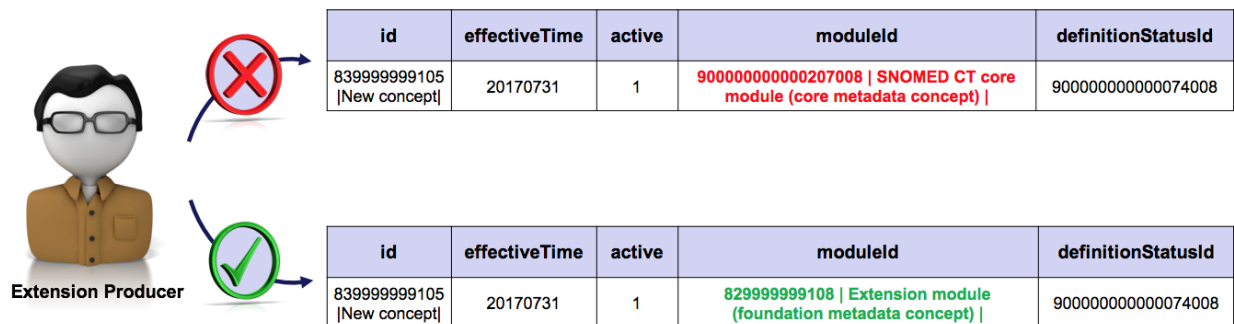 id effectiveTime active moduleId definitionStatusId
839999999105 |New concept| 20170731 1 900000000000207008 | SNOMED CT core module (core metadata concept) | 900000000000074008
Extension Producer
id effectiveTime active moduleId definitionStatusId
839999999105 |New concept| 20170731 1 829999999108 | Extension module (foundation metadata concept) | 900000000000074008